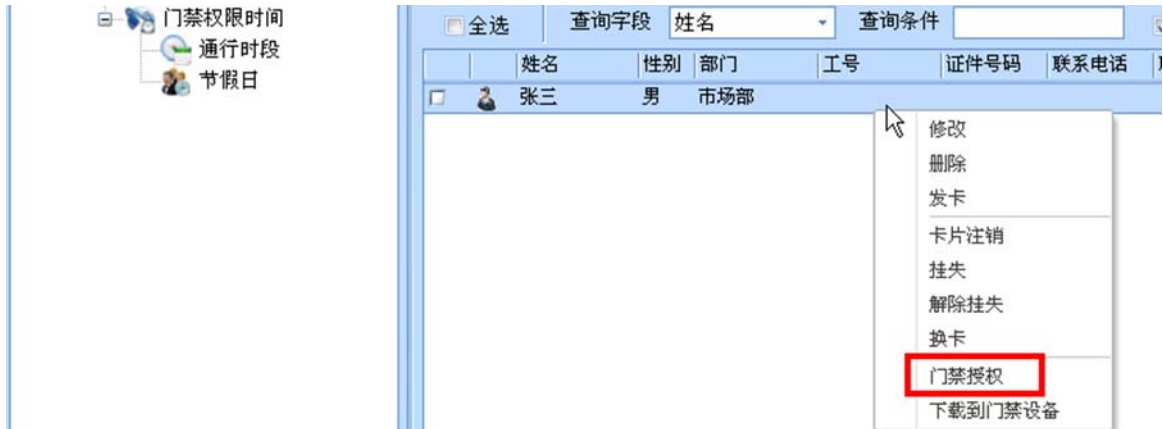 门禁权限时间
通行时段
节假日
全选 查询字段 姓名 查询条件
姓名 性别 部门 工号 证件号码 联系电话
张三 男 市场部
修改
删除
发卡
卡片注销
挂失
解除挂失
换卡
门禁授权
下载到门禁设备